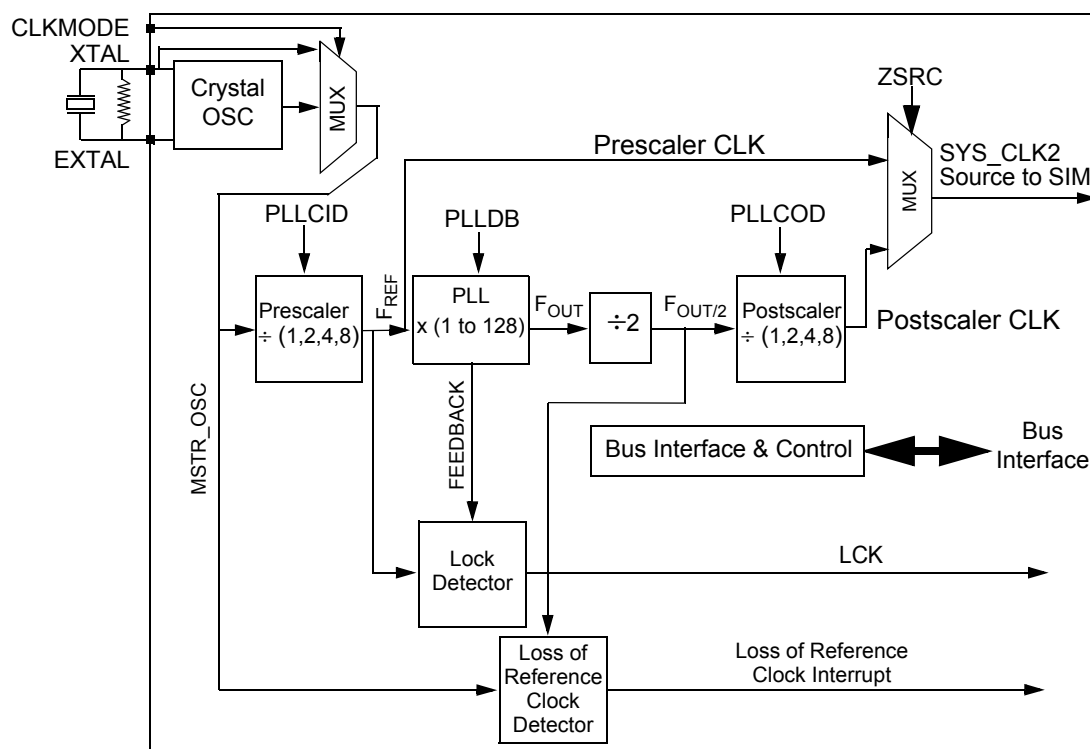 CLKMODE
XTAL
EXTAL
Crystal
OSC
MUX
ZSRC
Prescaler CLK
MUX
SYS_CLK2
Source to SIM
PLLCID
PLLDB
PLLCOD
Prescaler
÷ (1,2,4,8)
FREF
PLL
x (1 to 128)
FOUT
÷2
FOUT/2
Postscaler
÷ (1,2,4,8)
Postscaler CLK
MSTR_OSC
FEEDBACK
Bus Interface & Control
Bus
Interface
Lock
Detector
LCK
Loss of
Reference
Clock
Detector
Loss of Reference
Clock Interrupt